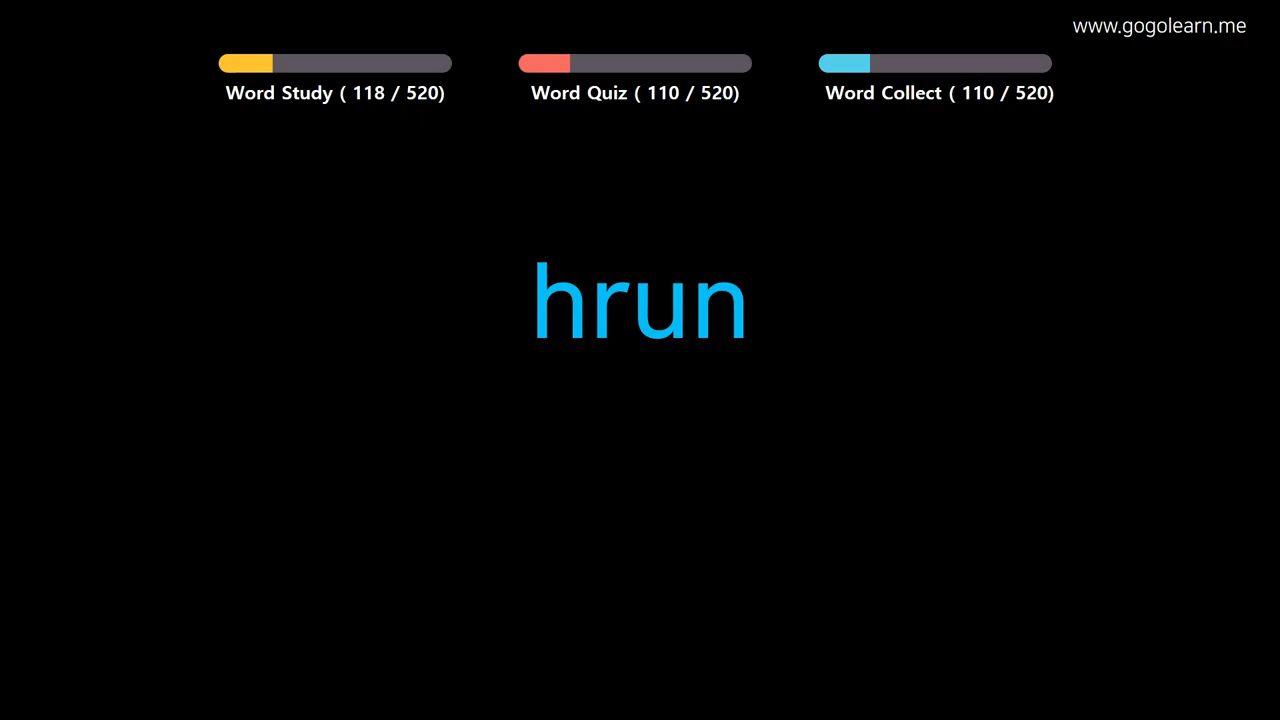 www.gogolearn.me
Word Study ( 118 / 520)
Word Quiz ( 110 / 520)
Word Collect ( 110 / 520)
hrun